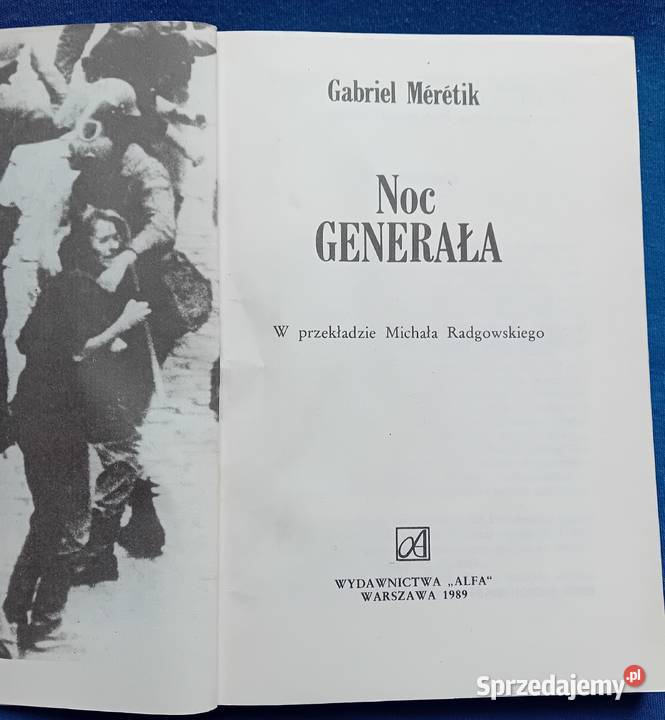 Gabriel Mérétik
Noc
GENERAŁA
W przekładzie Michała Radgowskiego
WYDAWNICTWA „ALFA"
WARSZAWA 1989
Sprzedajemy.pl